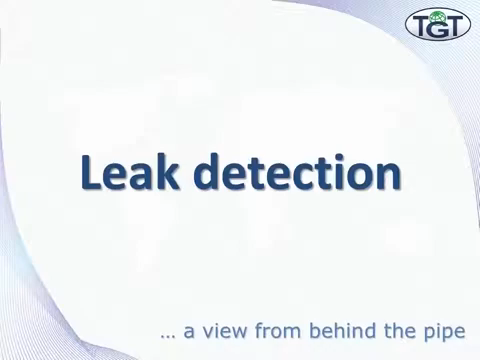 TGT
Leak detection
... a view from behind the pipe